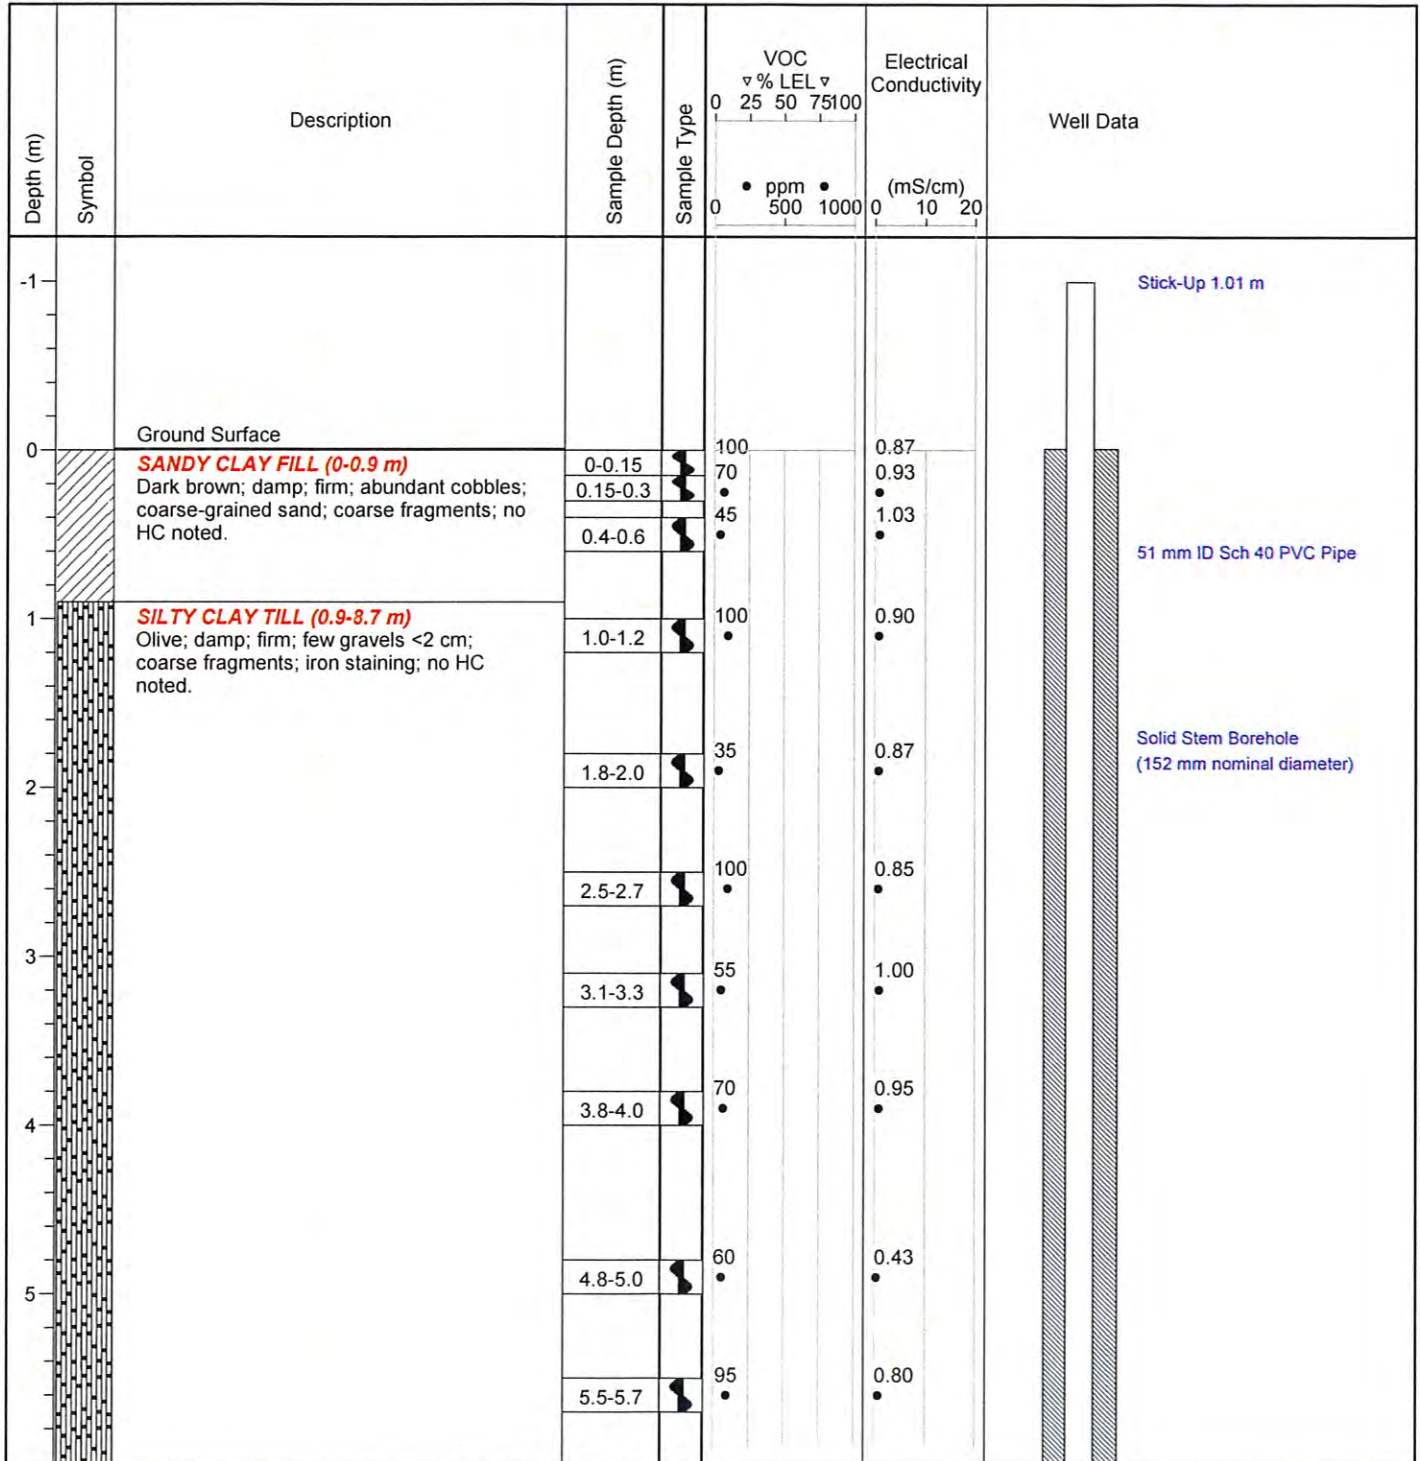 Depth (m)
Symbol
Description
Sample Depth (m)
Sample Type
VOC
▿ % LEL ▿
0 25 50 75100
• ppm •
0 500 1000
Electrical
Conductivity
(mS/cm)
0 10 20
Well Data
-1
Stick-Up 1.01 m
Ground Surface
0
100 0.87
SANDY CLAY FILL (0-0.9 m)
0-0.15
70 0.93
Dark brown; damp; firm; abundant cobbles;
0.15-0.3
coarse-grained sand; coarse fragments; no
45 1.03
HC noted.
0.4-0.6
51 mm ID Sch 40 PVC Pipe
1
SILTY CLAY TILL (0.9-8.7 m)
100 0.90
Olive; damp; firm; few gravels <2 cm;
1.0-1.2
coarse fragments; iron staining; no HC
noted.
Solid Stem Borehole
35 0.87
(152 mm nominal diameter)
1.8-2.0
2
100 0.85
2.5-2.7
3
55 1.00
3.1-3.3
70 0.95
3.8-4.0
4
60 0.43
4.8-5.0
5
95 0.80
5.5-5.7